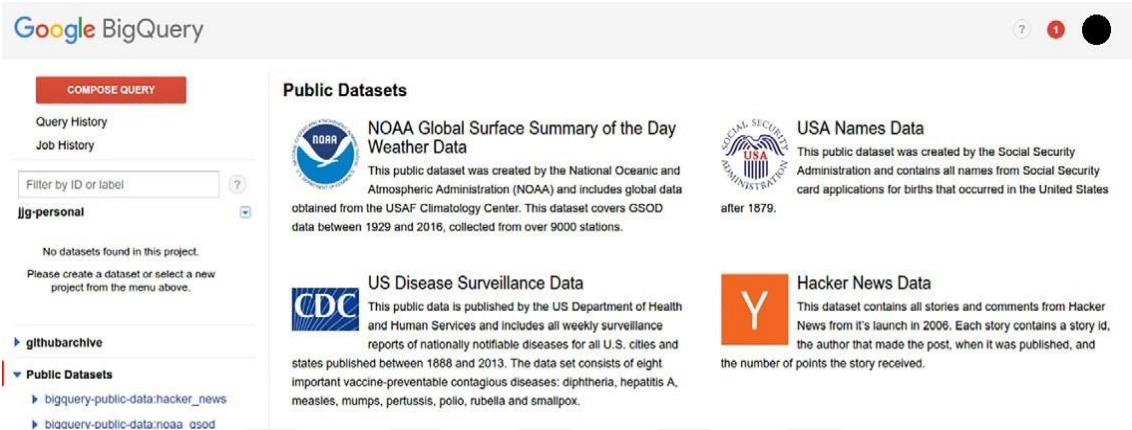 Google BigQuery
? 1
COMPOSE QUERY
Query History
Job History
Filter by ID or label
?
jjg-personal
No datasets found in this project.
Please create a dataset or select a new
project from the menu above.
githubarchive
Public Datasets
bigquery-public-data:hacker_news
bigquery-public-data:noaa_gsod
Public Datasets
NOAA
NOAA Global Surface Summary of the Day
Weather Data
This public dataset was created by the National Oceanic and
Atmospheric Administration (NOAA) and includes global data
obtained from the USAF Climatology Center. This dataset covers GSOD
data between 1929 and 2016, collected from over 9000 stations.
SOCIAL SECURITY
USA
ADMINISTRATION
USA Names Data
This public dataset was created by the Social Security
Administration and contains all names from Social Security
card applications for births that occurred in the United States
after 1879.
CDC
US Disease Surveillance Data
This public data is published by the US Department of Health
and Human Services and includes all weekly surveillance
reports of nationally notifiable diseases for all U.S. cities and
states published between 1888 and 2013. The data set consists of eight
important vaccine-preventable contagious diseases: diphtheria, hepatitis A,
measles, mumps, pertussis, polio, rubella and smallpox.
Y
Hacker News Data
This dataset contains all stories and comments from Hacker
News from it's launch in 2006. Each story contains a story id,
the author that made the post, when it was published, and
the number of points the story received.